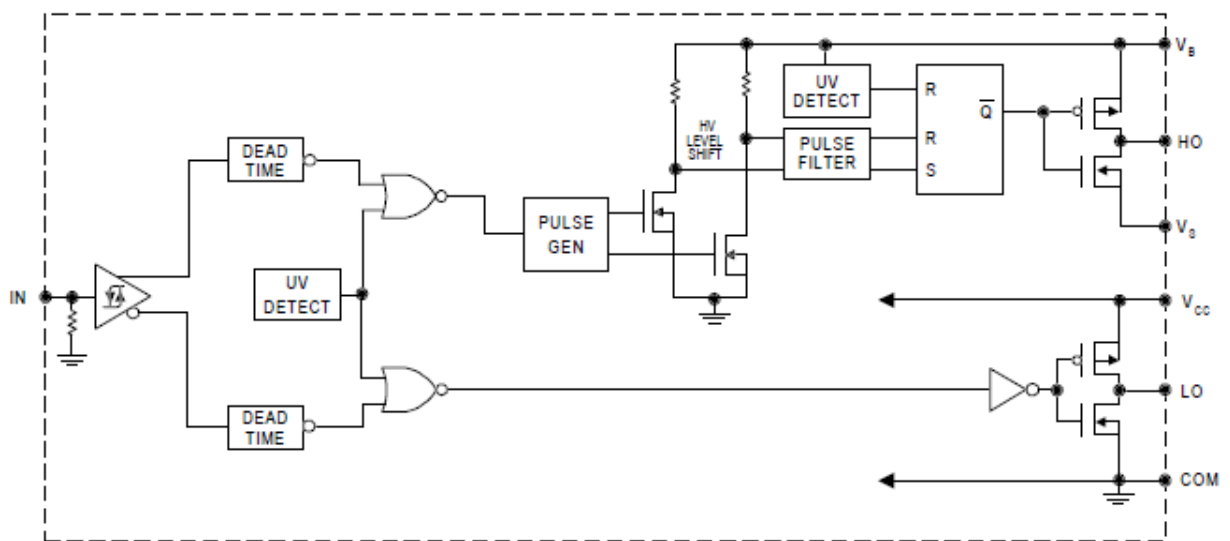 V_B
UV
DETECT
R
Q̅
HV
LEVEL
SHIFT
DEAD
TIME
PULSE
FILTER
R
S
HO
PULSE
GEN
V_S
UV
DETECT
IN
V_CC
LO
DEAD
TIME
COM